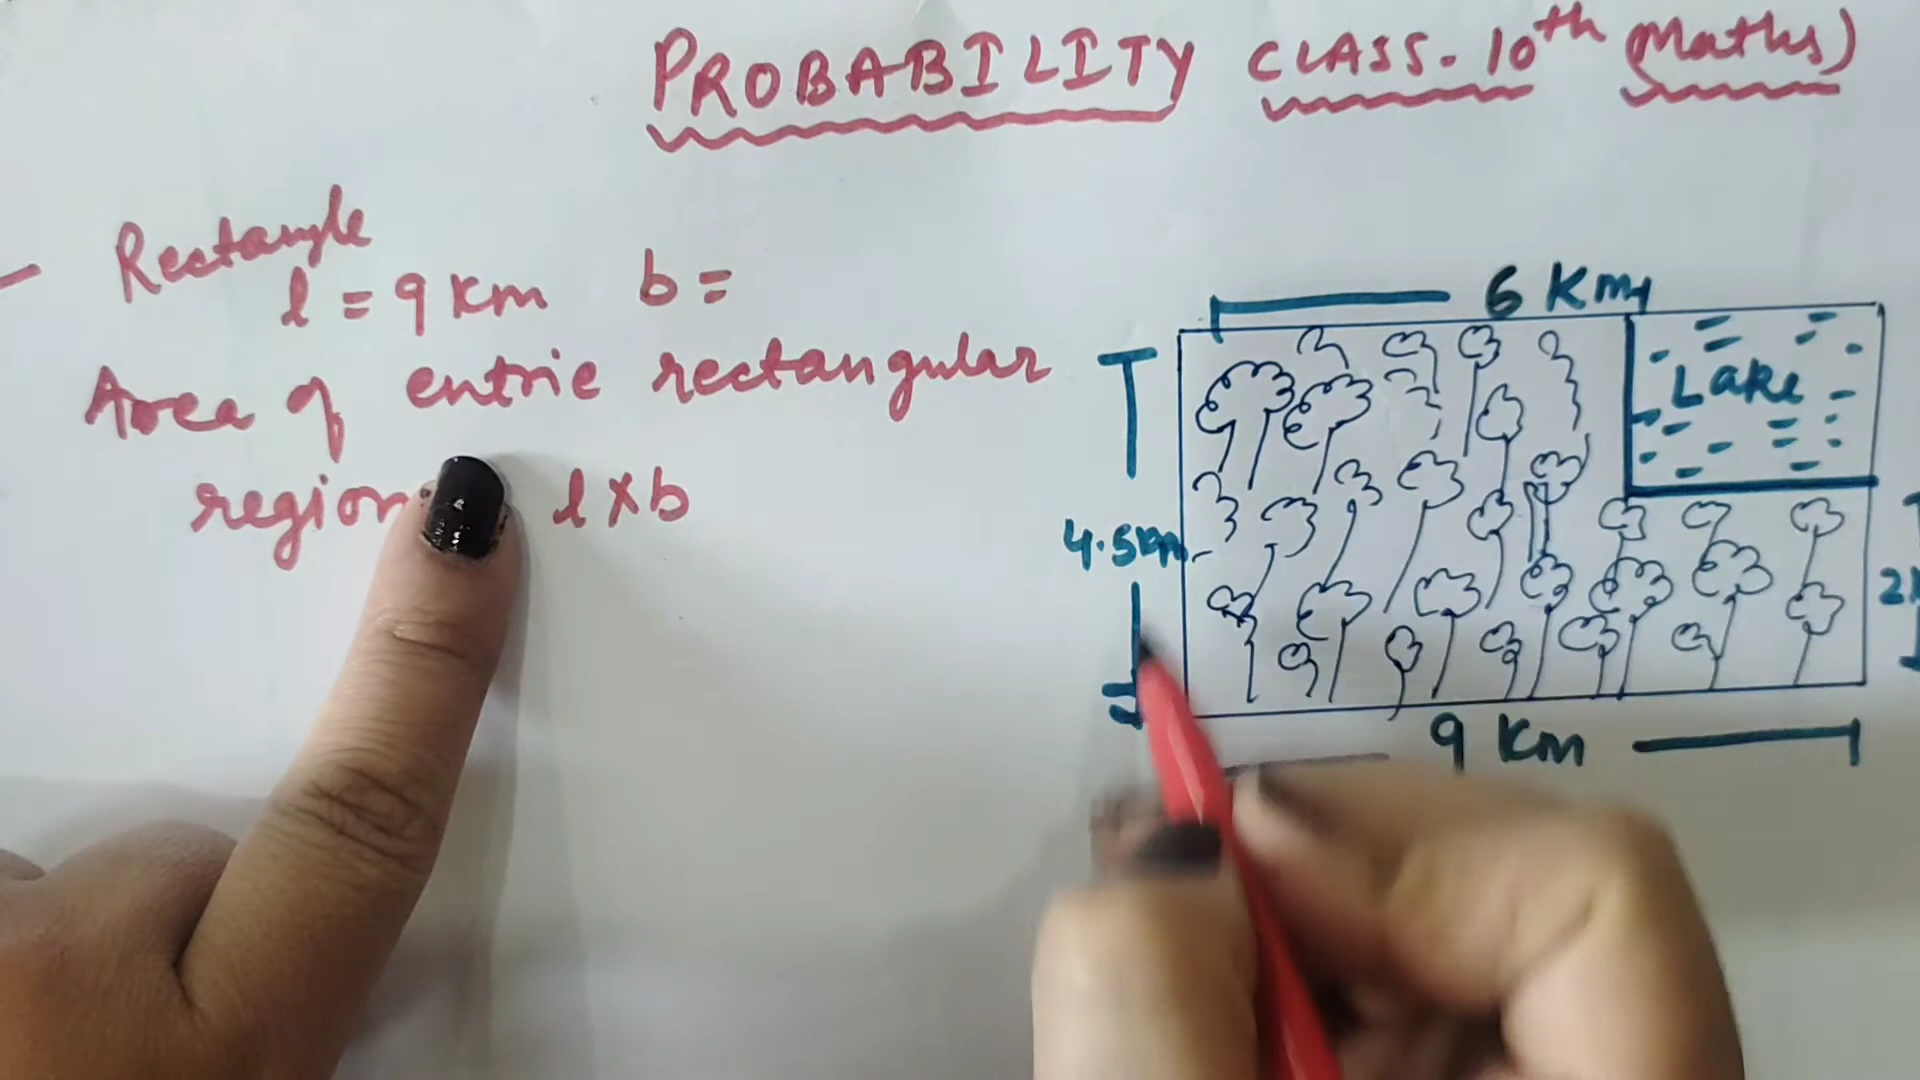 PROBABILITY CLASS-10th (Maths)
Rectangle
l = 9 km b =
Area of entrie rectangular
region l×b
6 Km
Lake
4.5km
9 Km